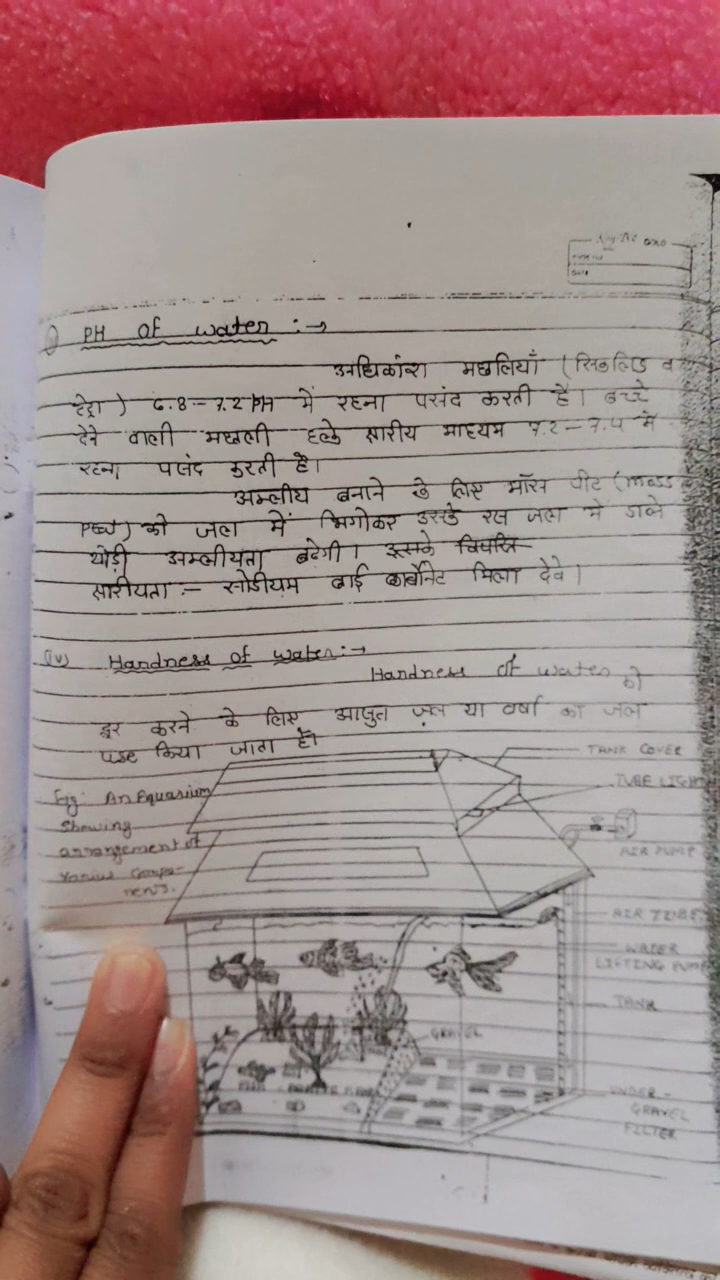 PH of water :→
अधिकांश मछलियाँ (सिकलिड व
टेट्रा) 6.8-7.2 PH में रहना पसंद करती है। बच्चे
देने वाली मछली हल्के क्षारीय माध्यम 7.2-7.4 में
रहना पसंद करती है।
अम्लीय बनाने के लिए मॉस पीट (moss
को जल में भिगोकर उसके रस जल में डाले
थोड़ी अम्लीयता बढेगी। इसके विपरित
क्षारीयता :- सोडीयम बाई कार्बोनेट मिला देवे।
(iv) Hardness of water:→
Hardness of water को
दूर करने के लिए आसुत जल या वर्षा का जल
use किया जाता है।
Fig: An Aquarium
showing
arrangement of
various compo-
nents.
TANK COVER
TUBE LIGHT
AIR PUMP
AIR TUBE
WATER
LIFTING PUMP
TANK
GRAVEL
UNDER-
GRAVEL
FILTER